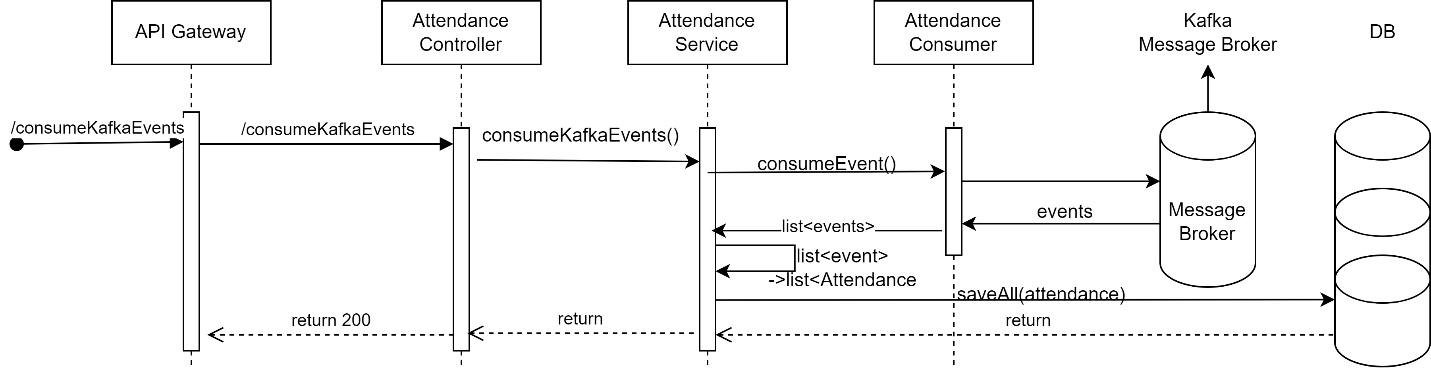 API Gateway
Attendance
Controller
Attendance
Service
Attendance
Consumer
Kafka
Message Broker
DB
/consumeKafkaEvents
/consumeKafkaEvents
consumeKafkaEvents()
consumeEvent()
events
Message
Broker
list<events>
list<event>
->list<Attendance
saveAll(attendance)
return 200
return
return